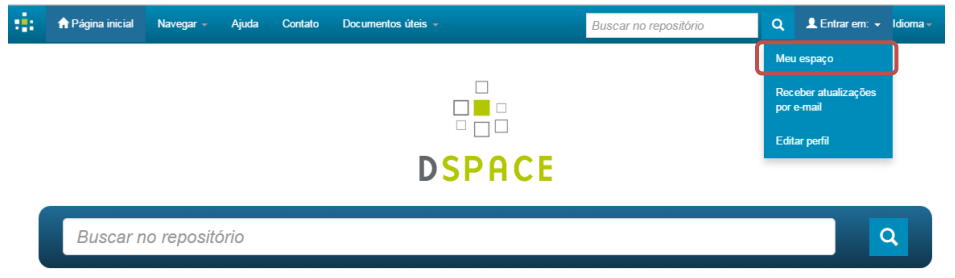 Página inicial Navegar Ajuda Contato Documentos úteis Buscar no repositório Entrar em: Idioma
Meu espaço
Receber atualizações
por e-mail
Editar perfil
DSPACE
Buscar no repositório